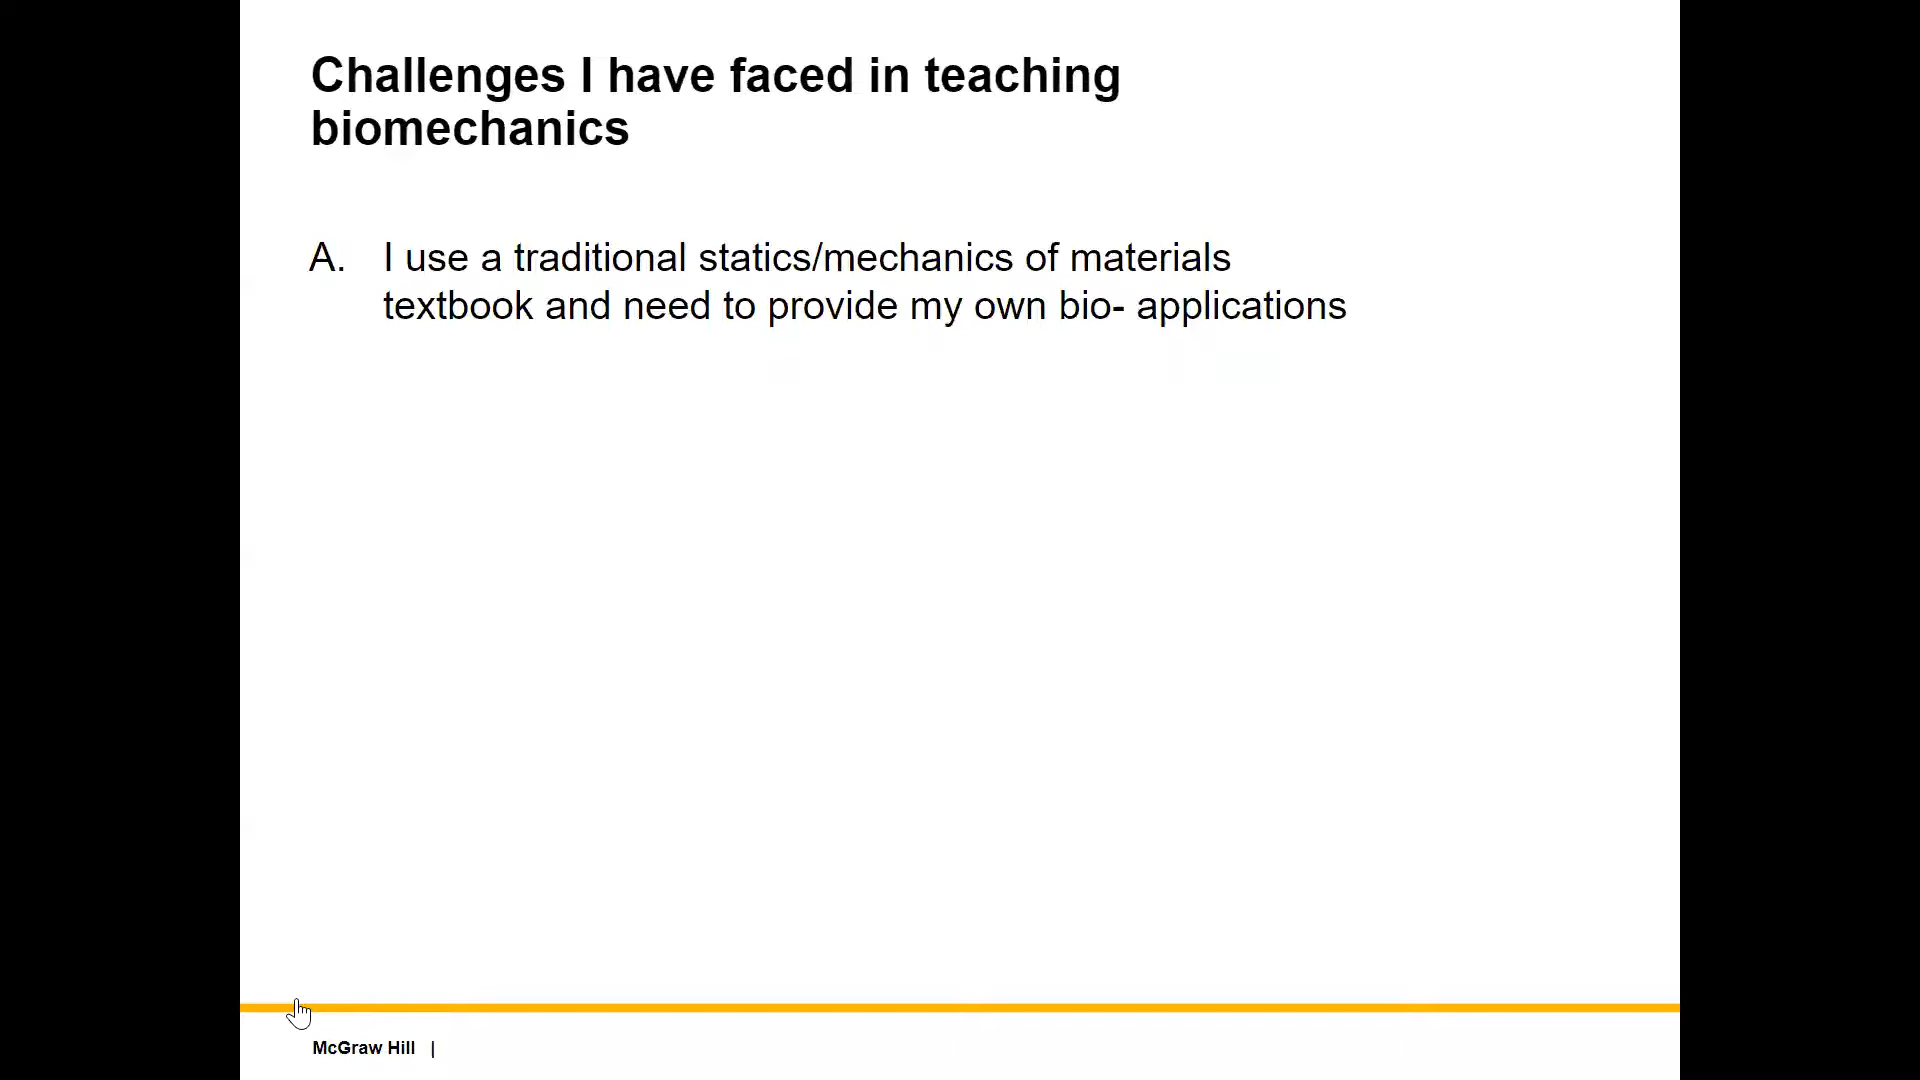 Challenges I have faced in teaching
biomechanics
A. I use a traditional statics/mechanics of materials
textbook and need to provide my own bio- applications
McGraw Hill |